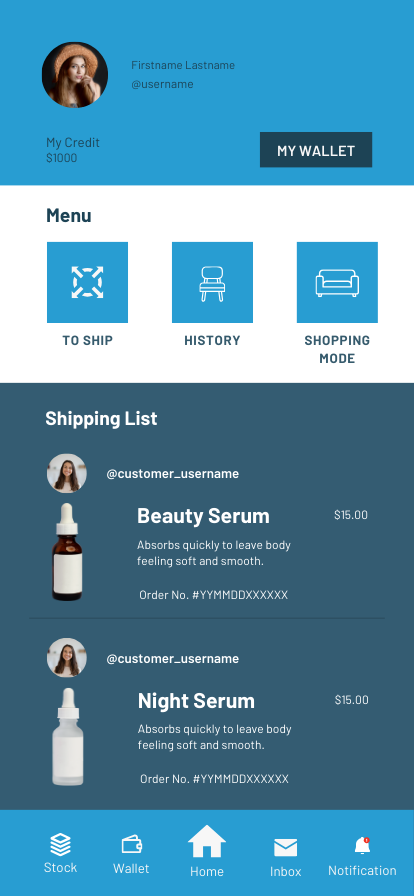 Firstname Lastname
@username
My Credit
$1000
MY WALLET
Menu
TO SHIP
HISTORY
SHOPPING
MODE
Shipping List
@customer_username
Beauty Serum
$15.00
Absorbs quickly to leave body
feeling soft and smooth.
Order No. #YYMMDDXXXXXX
@customer_username
Night Serum
$15.00
Absorbs quickly to leave body
feeling soft and smooth.
Order No. #YYMMDDXXXXXX
Stock
Wallet
Home
Inbox
Notification